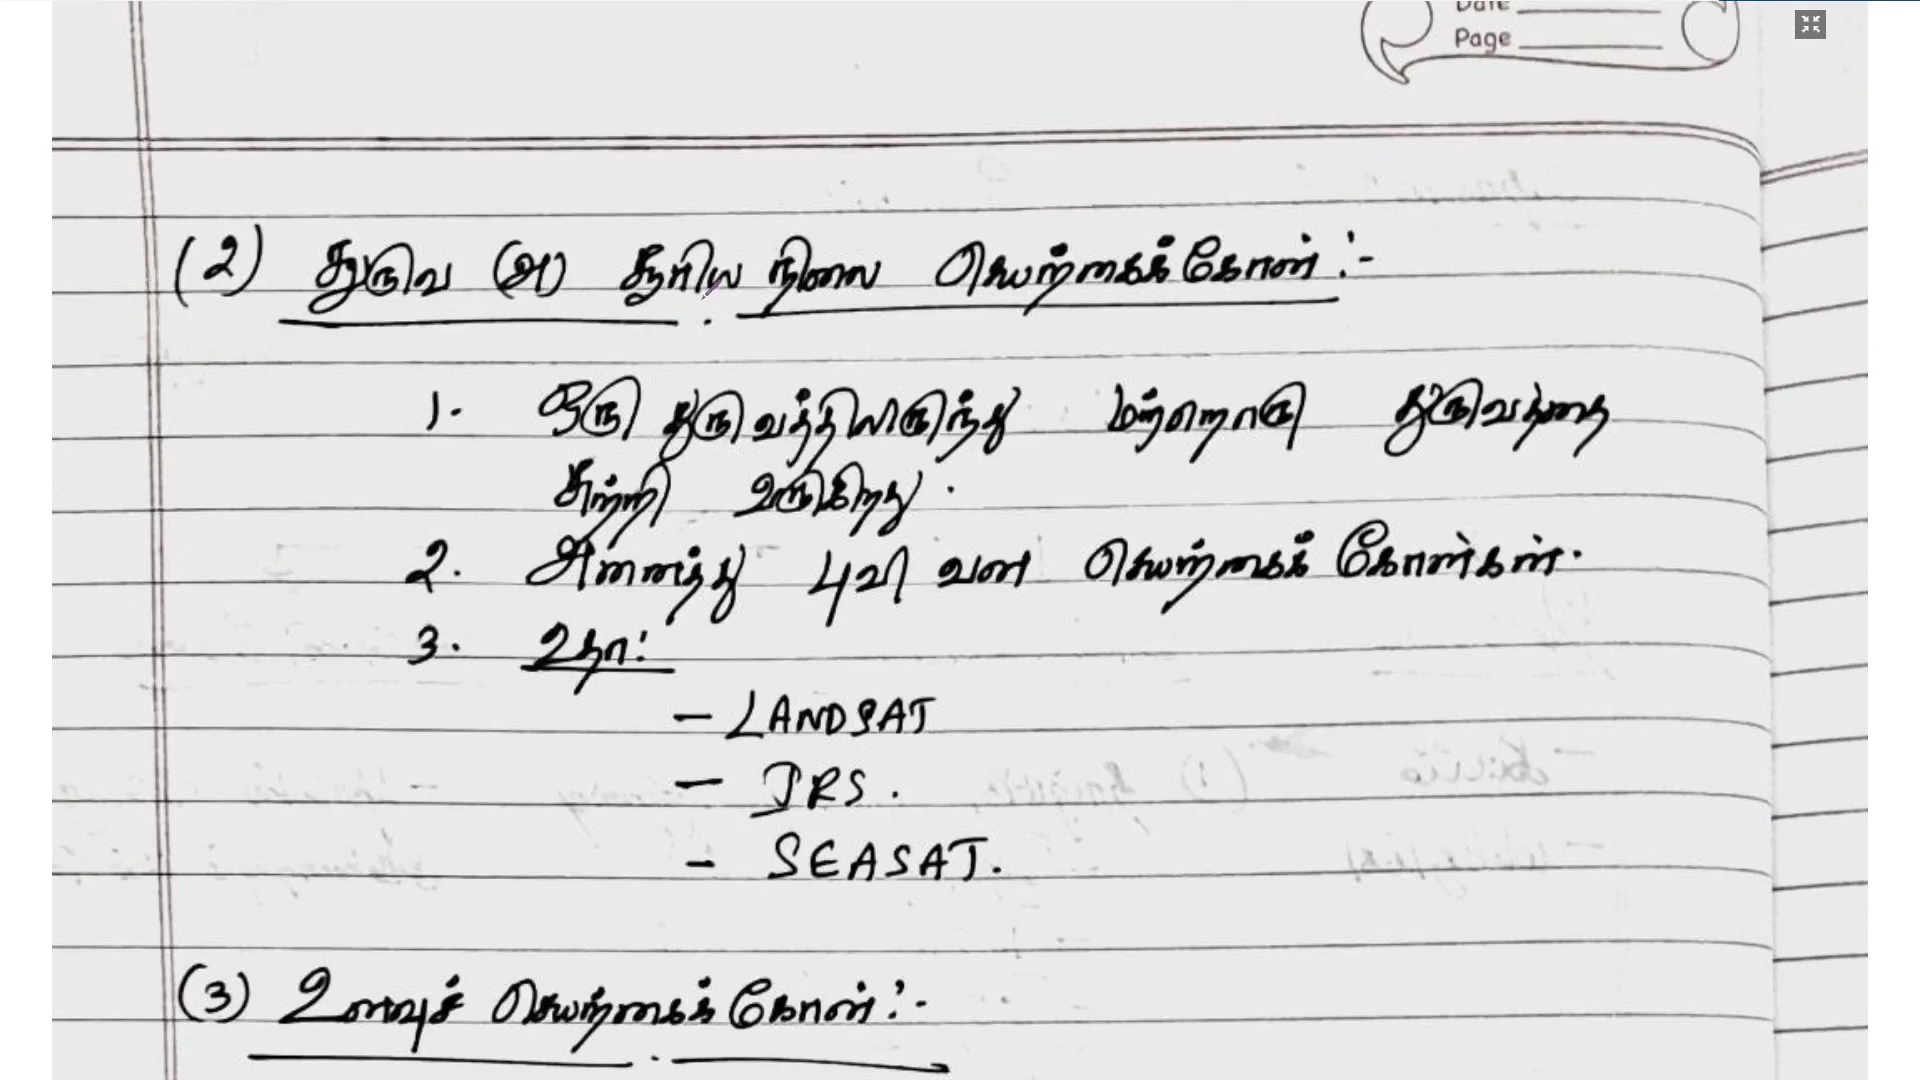 Date
Page
(2) துருவ (அ) சூரிய நிலை செயற்கைக்கோள் :-
1. ஒரு துருவத்திலிருந்து மற்றொரு துருவத்தை
சுற்றி வருகிறது.
2. அனைத்து புவி வள செயற்கைக் கோள்கள்.
3. உதா:
- LANDSAT
- IRS.
- SEASAT.
(3) உளவுச் செயற்கைக்கோள் :-